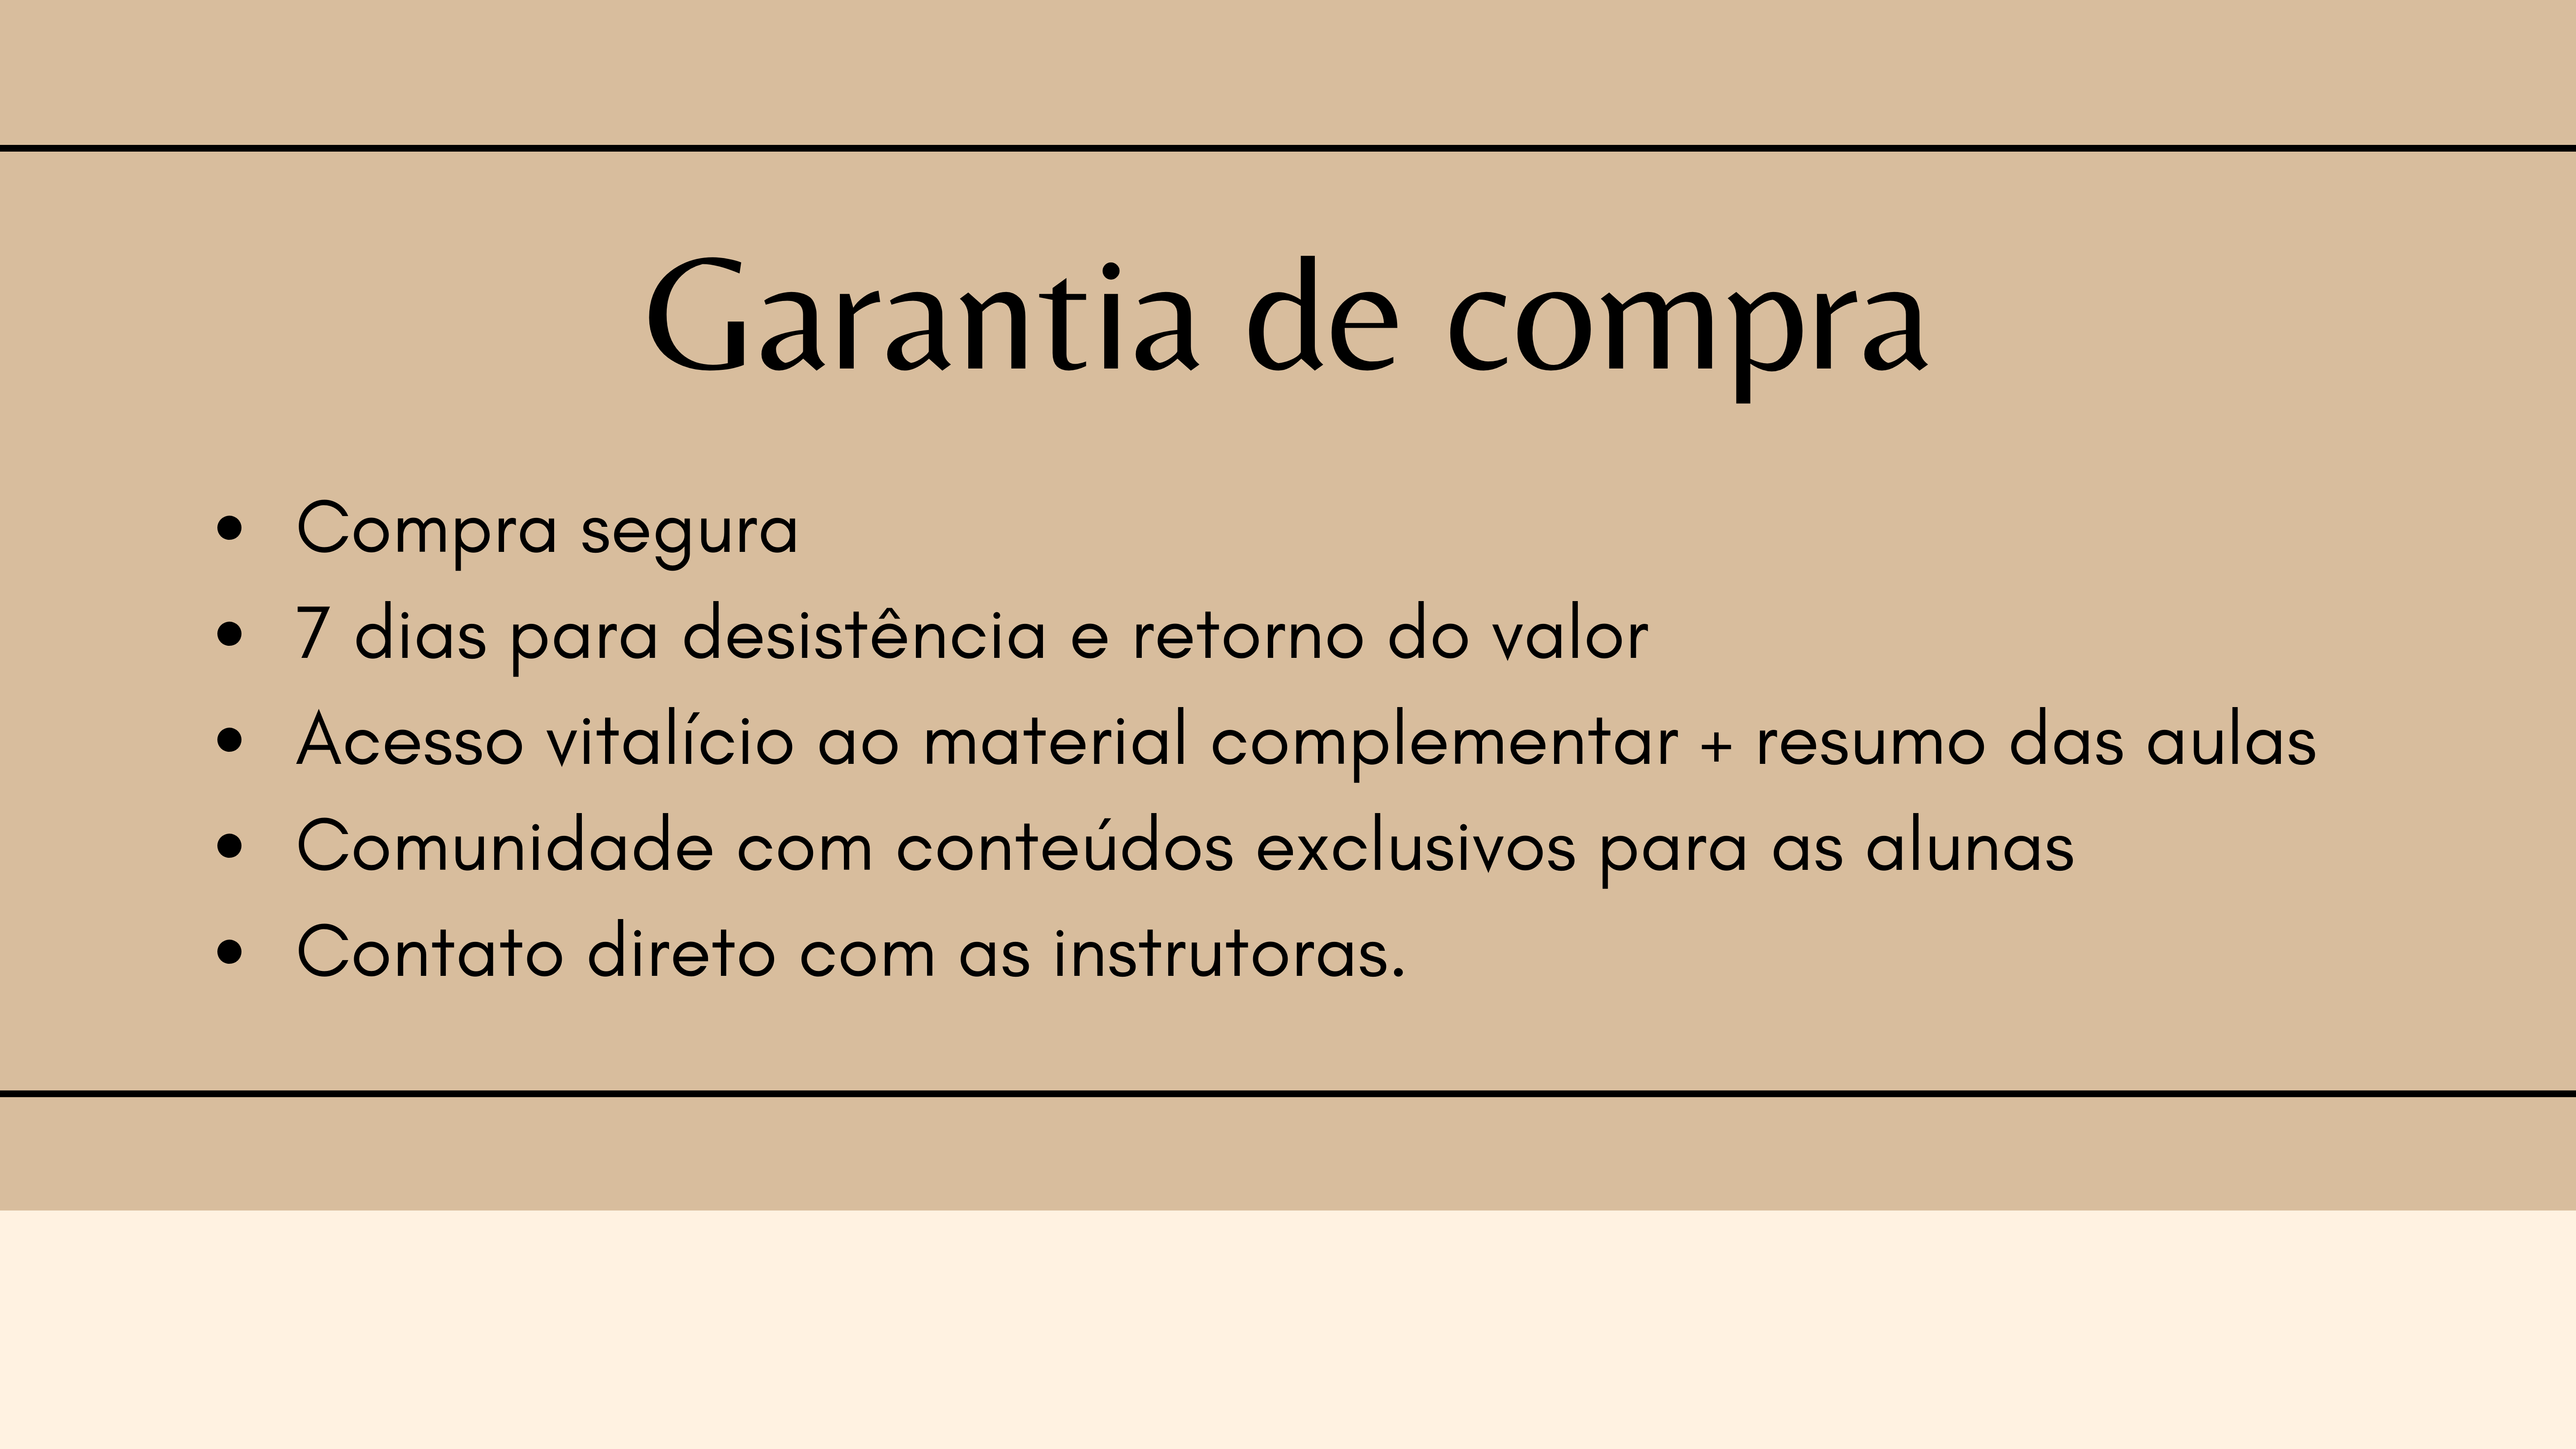 Garantia de compra
• Compra segura
• 7 dias para desistência e retorno do valor
• Acesso vitalício ao material complementar + resumo das aulas
• Comunidade com conteúdos exclusivos para as alunas
• Contato direto com as instrutoras.